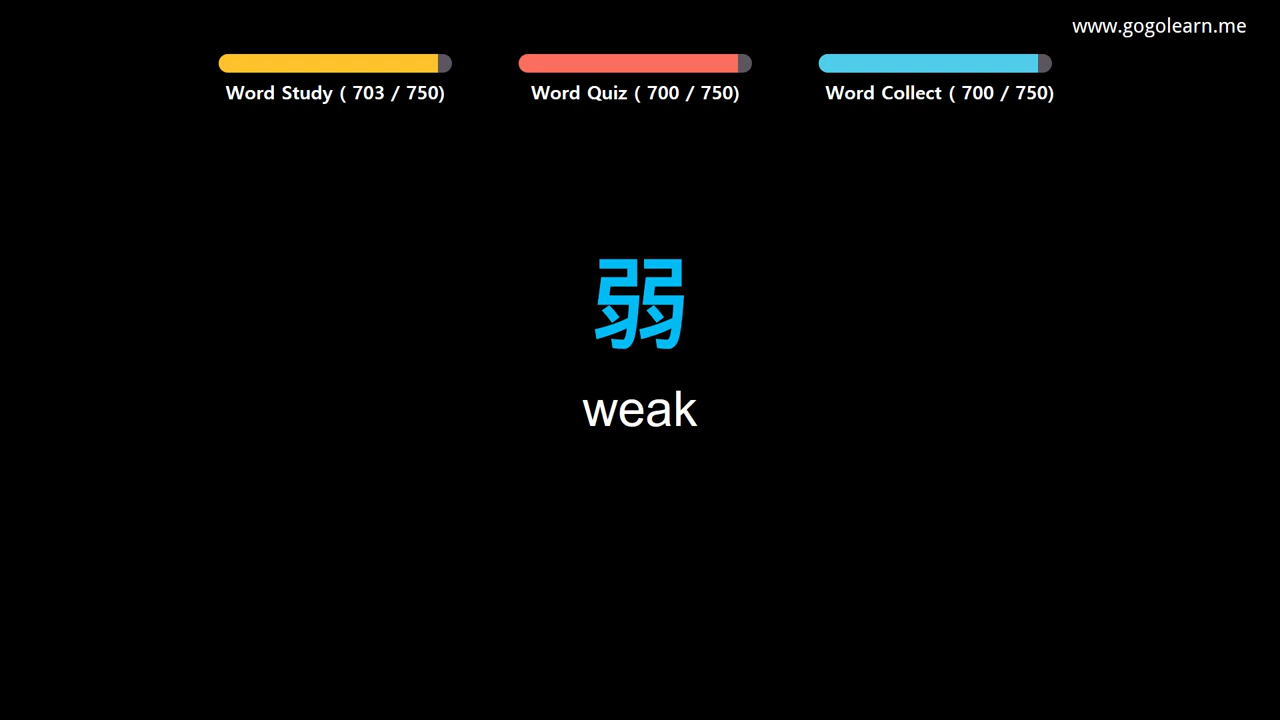 www.gogolearn.me
Word Study ( 703 / 750)
Word Quiz ( 700 / 750)
Word Collect ( 700 / 750)
弱
weak